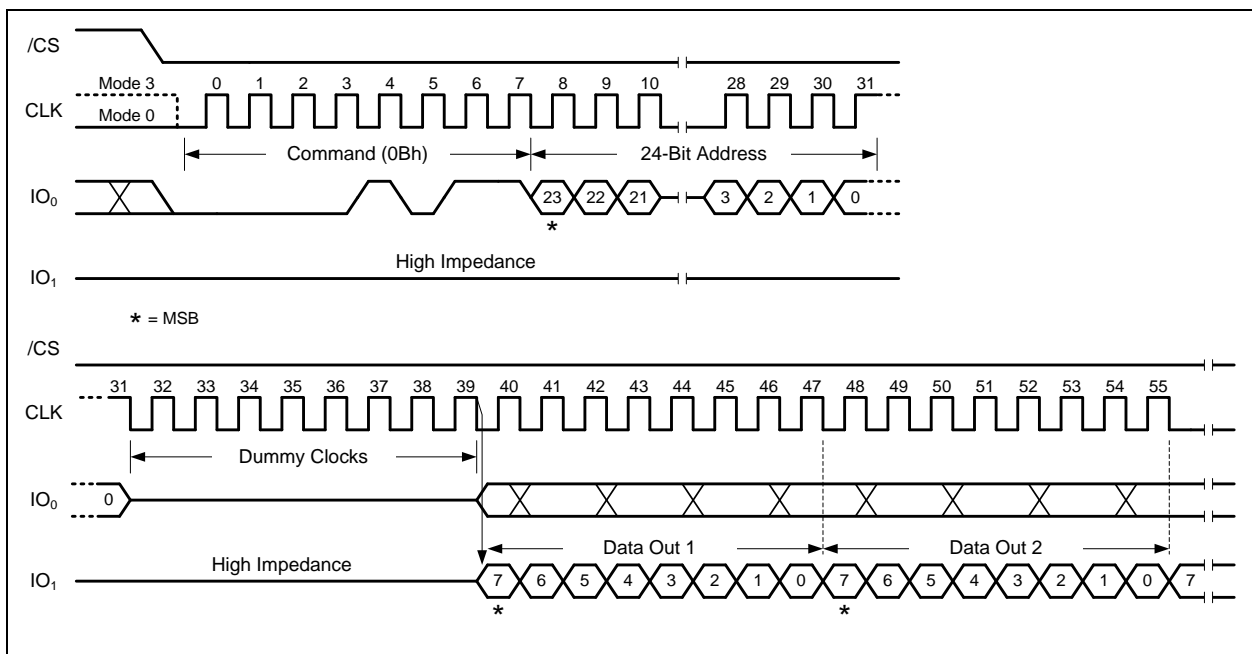 /CS
Mode 3 0 1 2 3 4 5 6 7 8 9 10 28 29 30 31
CLK Mode 0
Command (0Bh) 24-Bit Address
IO0 23 22 21 3 2 1 0
*
High Impedance
IO1
* = MSB
/CS
31 32 33 34 35 36 37 38 39 40 41 42 43 44 45 46 47 48 49 50 51 52 53 54 55
CLK
Dummy Clocks
IO0 0
High Impedance Data Out 1 Data Out 2
IO1 7 6 5 4 3 2 1 0 7 6 5 4 3 2 1 0 7
* *